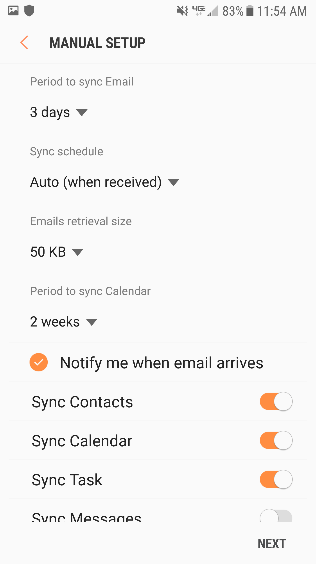 4GE 83% 11:54 AM
MANUAL SETUP
Period to sync Email
3 days
Sync schedule
Auto (when received)
Emails retrieval size
50 KB
Period to sync Calendar
2 weeks
Notify me when email arrives
Sync Contacts
Sync Calendar
Sync Task
Sync Messages
NEXT